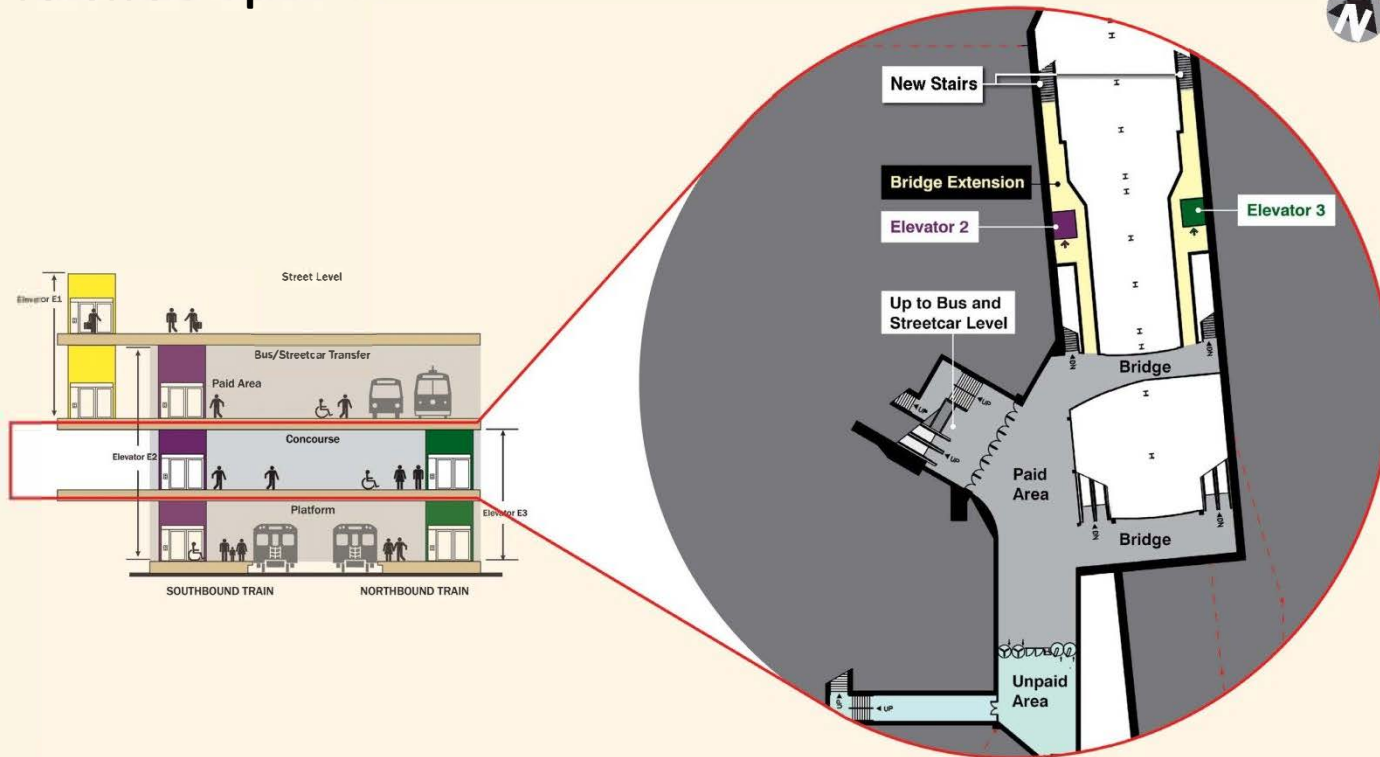 N
New Stairs
Bridge Extension
Elevator 2
Elevator 3
Up to Bus and
Streetcar Level
Bridge
DN
DN
UP
UP
UP
Paid
Area
DN
DN
Bridge
Unpaid
Area
UP
UP
Street Level
Elevator E1
Bus/Streetcar Transfer
Paid Area
Concourse
Elevator E2
Platform
Elevator E3
SOUTHBOUND TRAIN
NORTHBOUND TRAIN